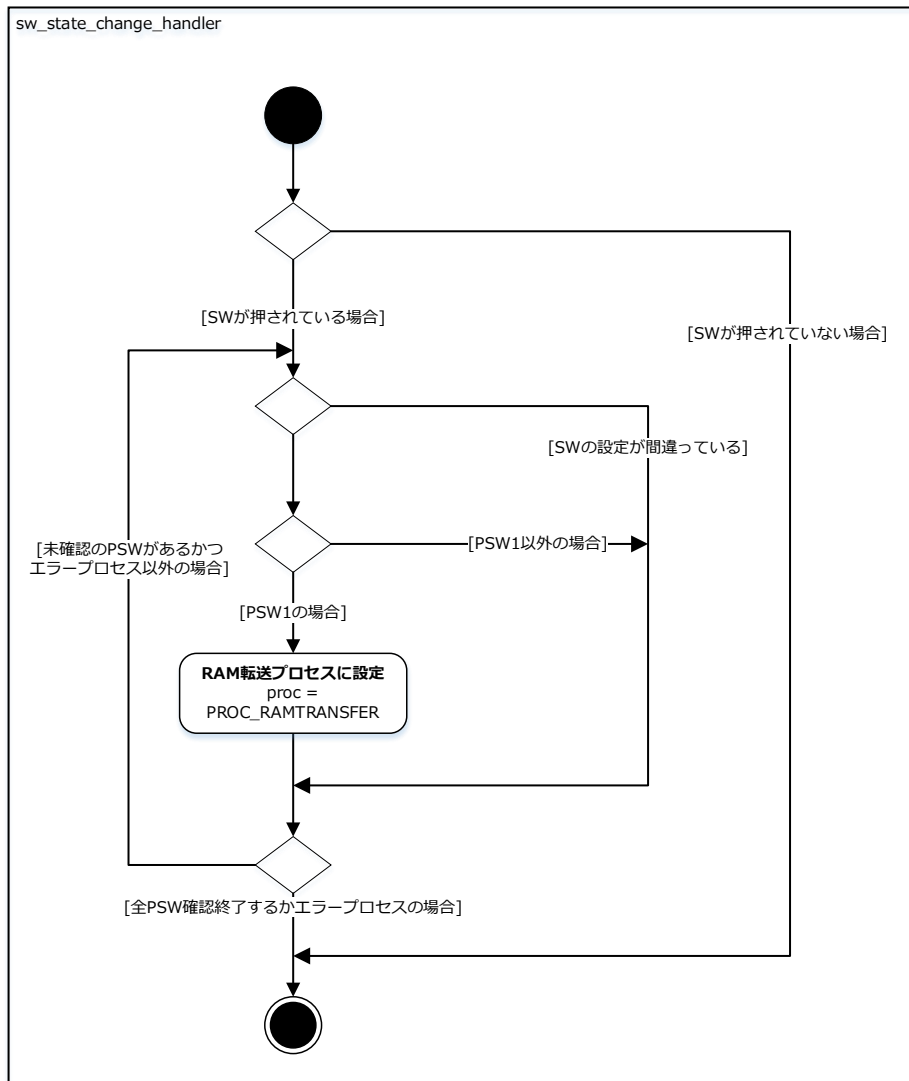 sw_state_change_handler
[SWが押されている場合]
[SWが押されていない場合]
[SWの設定が間違っている]
[未確認のPSWがあるかつ
エラープロセス以外の場合]
[PSW1以外の場合]
[PSW1の場合]
RAM転送プロセスに設定
proc =
PROC_RAMTRANSFER
[全PSW確認終了するかエラープロセスの場合]